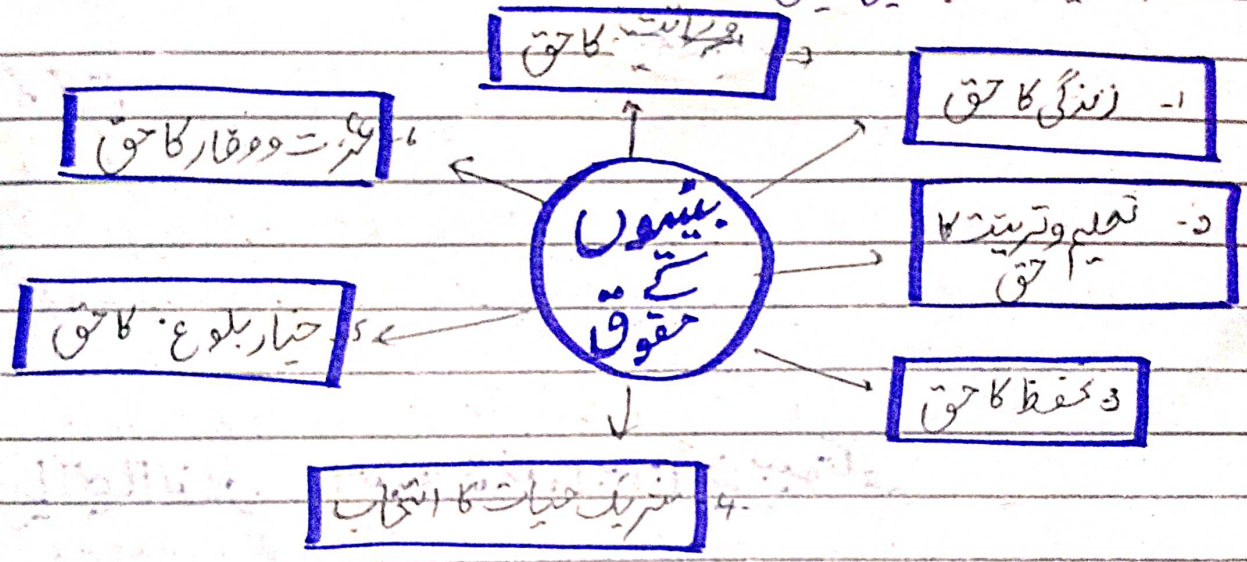 وراثت کا حق
1- زندگی کا حق
6- عزت و وقار کا حق
بیٹیوں
کے
حقوق
2- تعلیم و تربیت کا
حق
5- خیار بلوغ کا حق
3 تحفظ کا حق
4- شریک حیات کا انتخاب